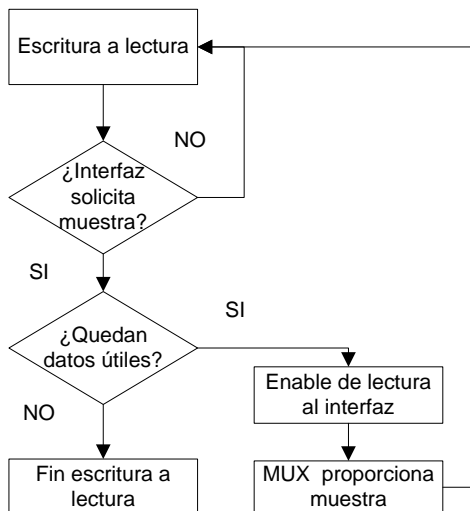 Escritura a lectura
NO
¿Interfaz
solicita
muestra?
SI
¿Quedan
datos útiles?
SI
NO
Enable de lectura
al interfaz
Fin escritura a
lectura
MUX proporciona
muestra